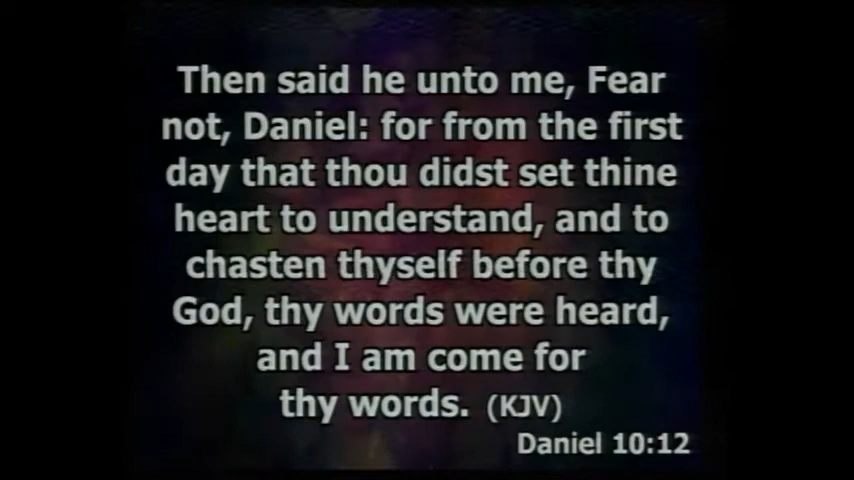 Then said he unto me, Fear
not, Daniel: for from the first
day that thou didst set thine
heart to understand, and to
chasten thyself before thy
God, thy words were heard,
and I am come for
thy words. (KJV)
Daniel 10:12